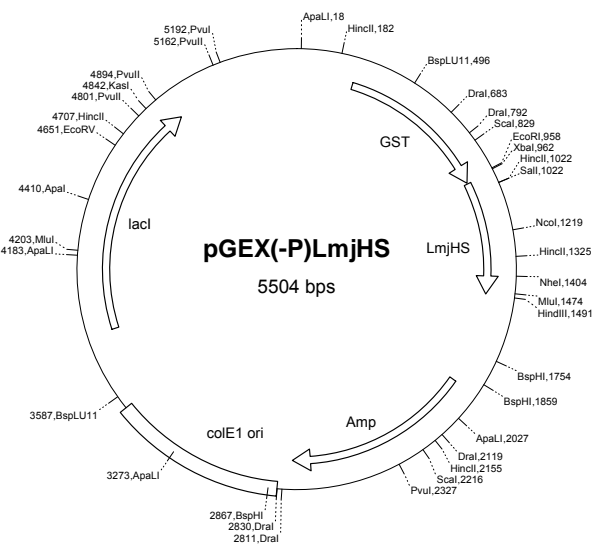 ApaLI,18
HincII,182
BspLU11,496
DraI,683
DraI,792
ScaI,829
EcoRI,958
XbaI,962
HincII,1022
SalI,1022
NcoI,1219
HincII,1325
NheI,1404
MluI,1474
HindIII,1491
BspHI,1754
BspHI,1859
ApaLI,2027
DraI,2119
HincII,2155
ScaI,2216
PvuI,2327
2811,DraI
2830,DraI
2867,BspHI
3273,ApaLI
3587,BspLU11
4183,ApaLI
4203,MluI
4410,ApaI
4651,EcoRV
4707,HincII
4801,PvuII
4842,KasI
4894,PvuII
5162,PvuII
5192,PvuI
GST
LmjHS
Amp
colE1 ori
lacI
pGEX(-P)LmjHS
5504 bps